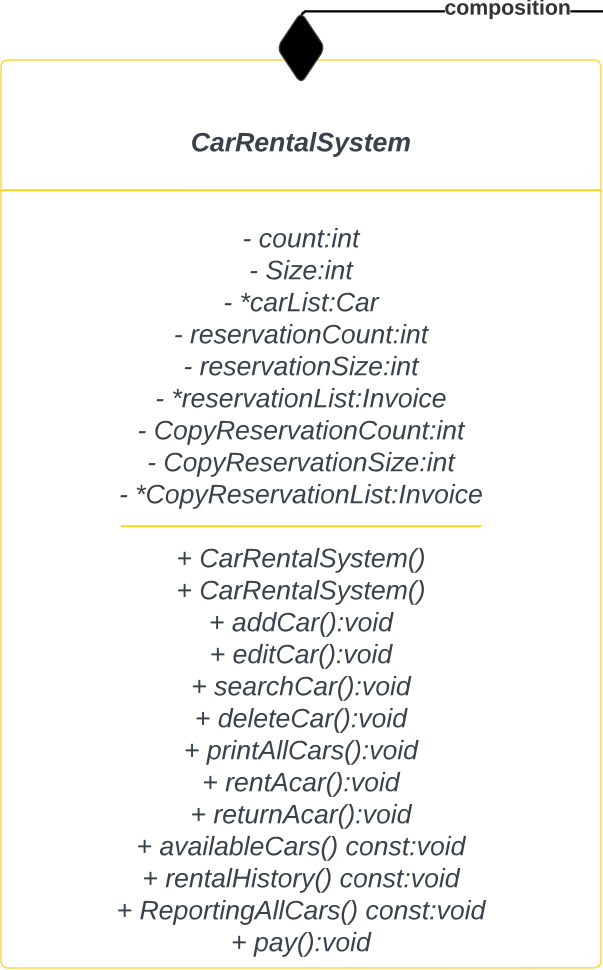 composition
CarRentalSystem
- count:int
- Size:int
- *carList:Car
- reservationCount:int
- reservationSize:int
- *reservationList:Invoice
- CopyReservationCount:int
- CopyReservationSize:int
- *CopyReservationList:Invoice
+ CarRentalSystem()
+ CarRentalSystem()
+ addCar():void
+ editCar():void
+ searchCar():void
+ deleteCar():void
+ printAllCars():void
+ rentAcar():void
+ returnAcar():void
+ availableCars() const:void
+ rentalHistory() const:void
+ ReportingAllCars() const:void
+ pay():void